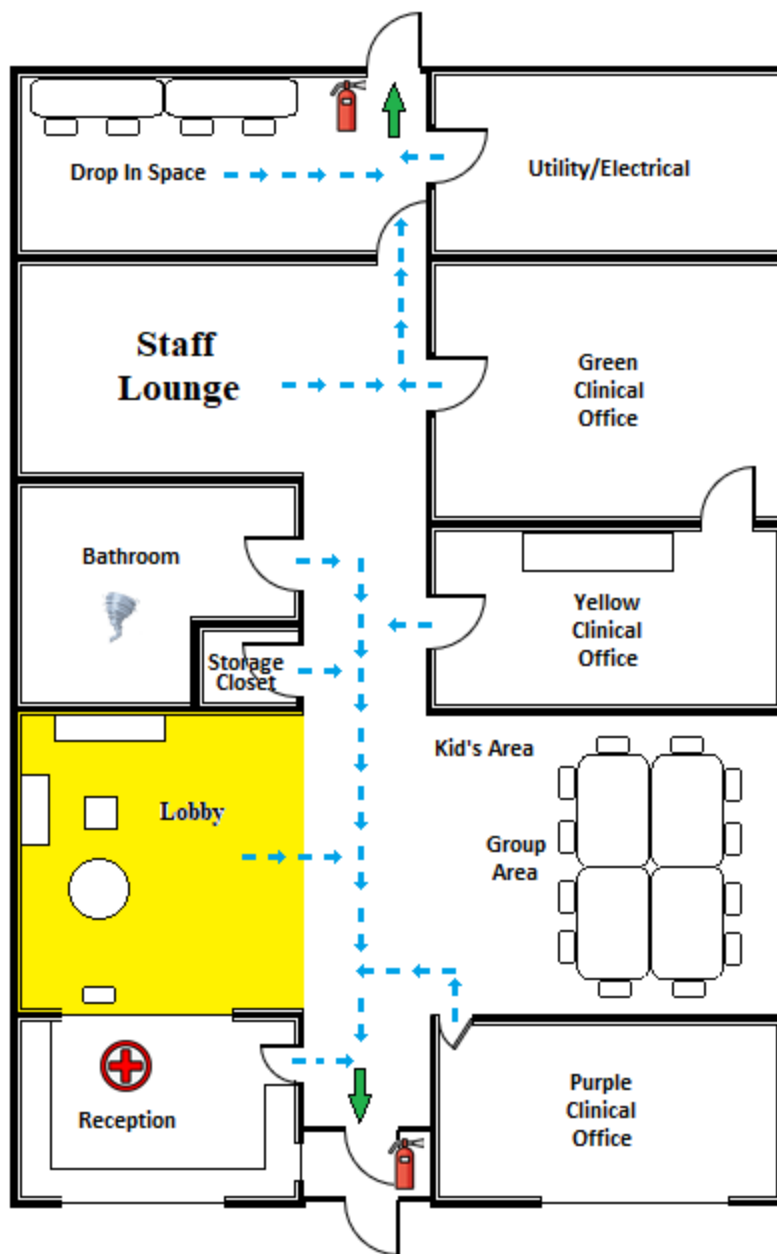 Drop In Space
Utility/Electrical
Staff
Lounge
Green
Clinical
Office
Bathroom
Yellow
Clinical
Office
Storage
Closet
Kid's Area
Lobby
Group
Area
Reception
Purple
Clinical
Office